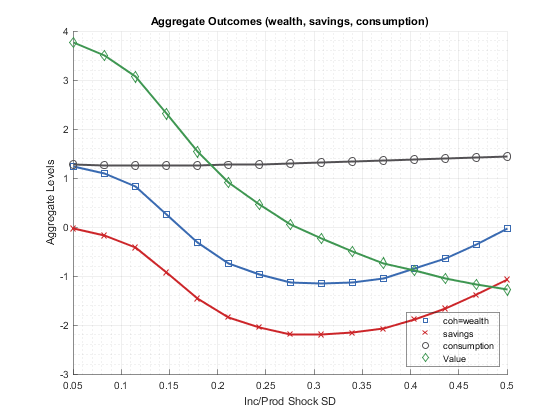 Aggregate Outcomes (wealth, savings, consumption)
4
3
2
1
0
-1
-2
-3
Aggregate Levels
0.05
0.1
0.15
0.2
0.25
0.3
0.35
0.4
0.45
0.5
Inc/Prod Shock SD
coh=wealth
savings
consumption
Value